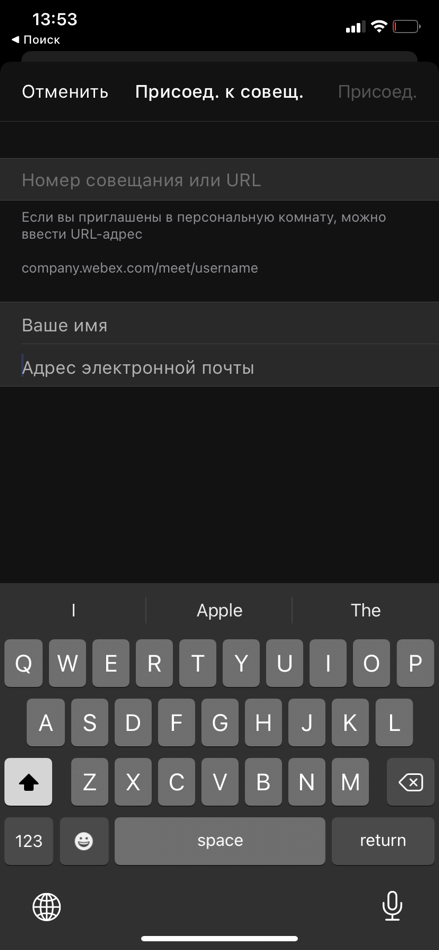 13:53
Поиск
Отменить
Присоед. к совещ.
Присоед.
Номер совещания или URL
Если вы приглашены в персональную комнату, можно
ввести URL-адрес
company.webex.com/meet/username
Ваше имя
Адрес электронной почты
I
Apple
The
Q W E R T Y U I O P
A S D F G H J K L
Z X C V B N M
123
space
return